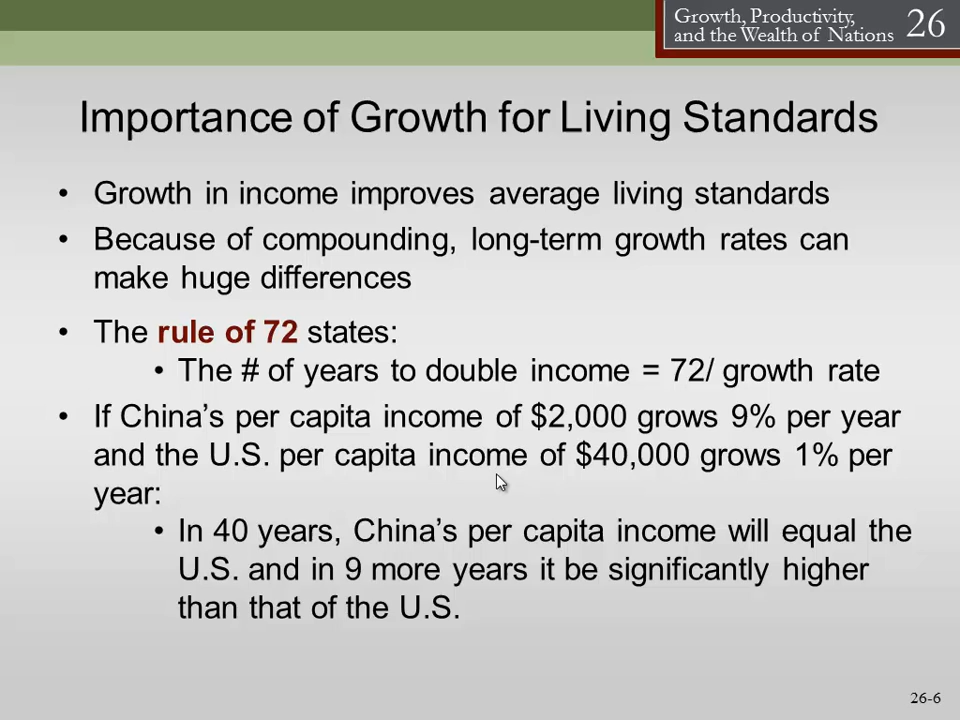 Growth, Productivity,
and the Wealth of Nations
26
Importance of Growth for Living Standards
• Growth in income improves average living standards
• Because of compounding, long-term growth rates can
make huge differences
• The rule of 72 states:
• The # of years to double income = 72/ growth rate
• If China’s per capita income of $2,000 grows 9% per year
and the U.S. per capita income of $40,000 grows 1% per
year:
• In 40 years, China’s per capita income will equal the
U.S. and in 9 more years it be significantly higher
than that of the U.S.
26-6